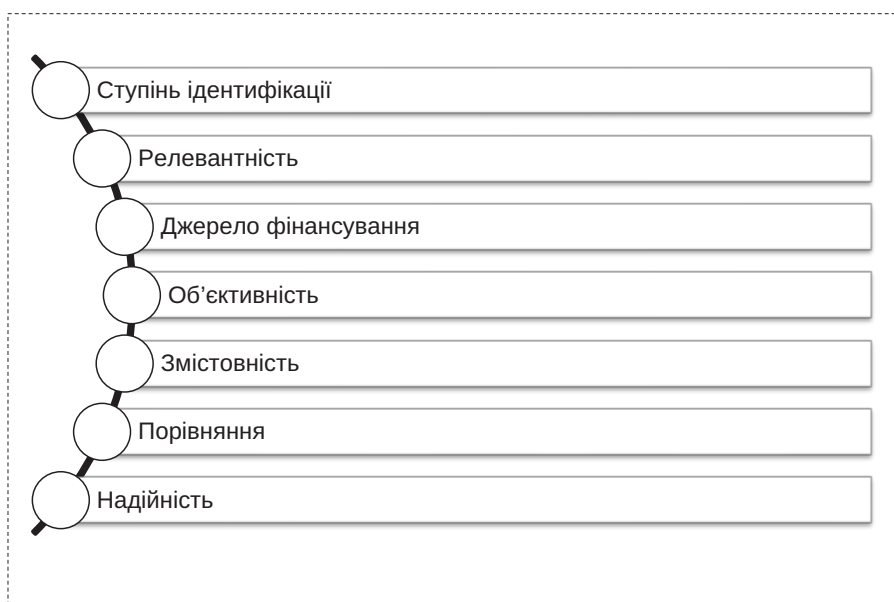 Ступінь ідентифікації
Релевантність
Джерело фінансування
Об’єктивність
Змістовність
Порівняння
Надійність